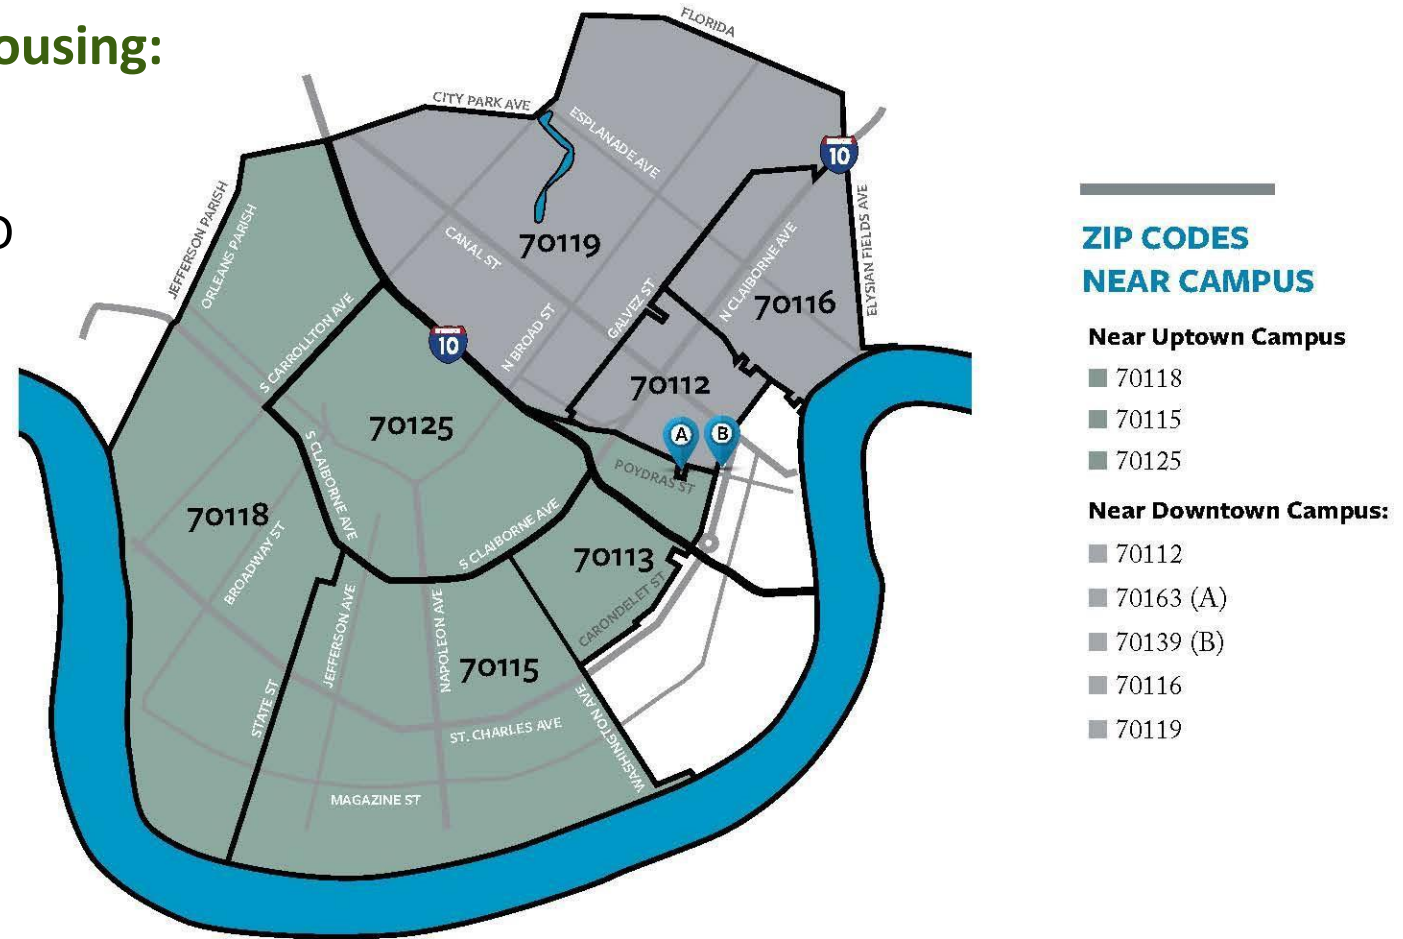 ousing:
FLORIDA
CITY PARK AVE
ESPLANADE AVE
10
JEFFERSON PARISH
ORLEANS PARISH
ELYSIAN FIELDS AVE
CANAL ST
70119
N CLAIBORNE AVE
GALVEZ ST
70116
S CARROLLTON AVE
10
N BROAD ST
70112
70125
A
B
S CLAIBORNE AVE
POYDRAS ST
70118
S CLAIBORNE AVE
70113
BROADWAY ST
CARONDELET ST
JEFFERSON AVE
NAPOLEON AVE
70115
STATE ST
WASHINGTON AVE
ST. CHARLES AVE
MAGAZINE ST
ZIP CODES
NEAR CAMPUS
Near Uptown Campus
70118
70115
70125
Near Downtown Campus:
70112
70163 (A)
70139 (B)
70116
70119